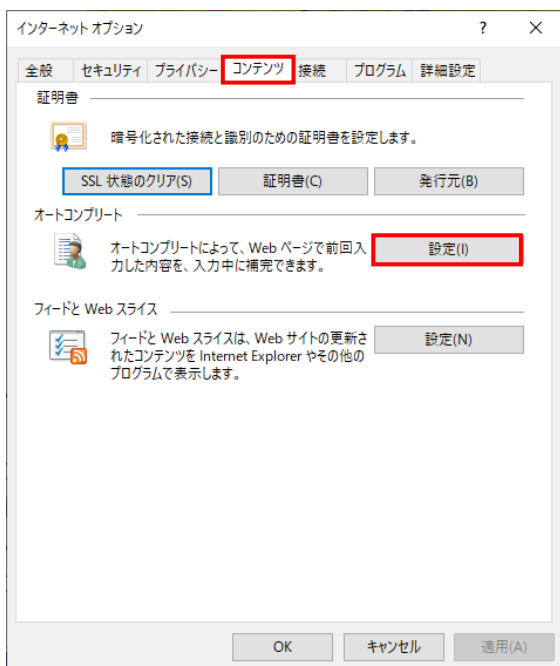 インターネット オプション ? ×
全般 セキュリティ プライバシー コンテンツ 接続 プログラム 詳細設定
証明書
暗号化された接続と識別のための証明書を設定します。
SSL 状態のクリア(S) 証明書(C) 発行元(B)
オートコンプリート
オートコンプリートによって、Web ページで前回入
力した内容を、入力中に補完できます。
設定(I)
フィードと Web スライス
フィードと Web スライスは、Web サイトの更新さ
れたコンテンツを Internet Explorer やその他の
プログラムで表示します。
設定(N)
OK キャンセル 適用(A)